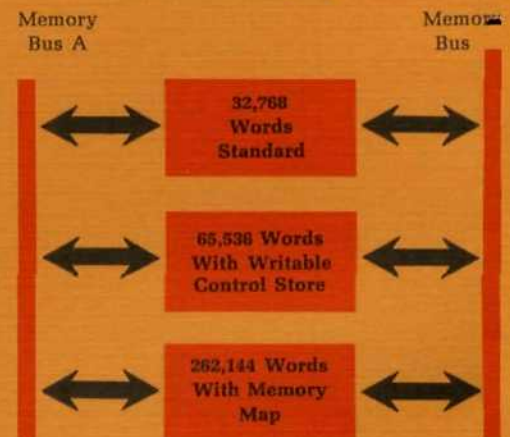 Memory
Bus A
Memory
Bus
32,768
Words
Standard
65,536 Words
With Writable
Control Store
262,144 Words
With Memory
Map